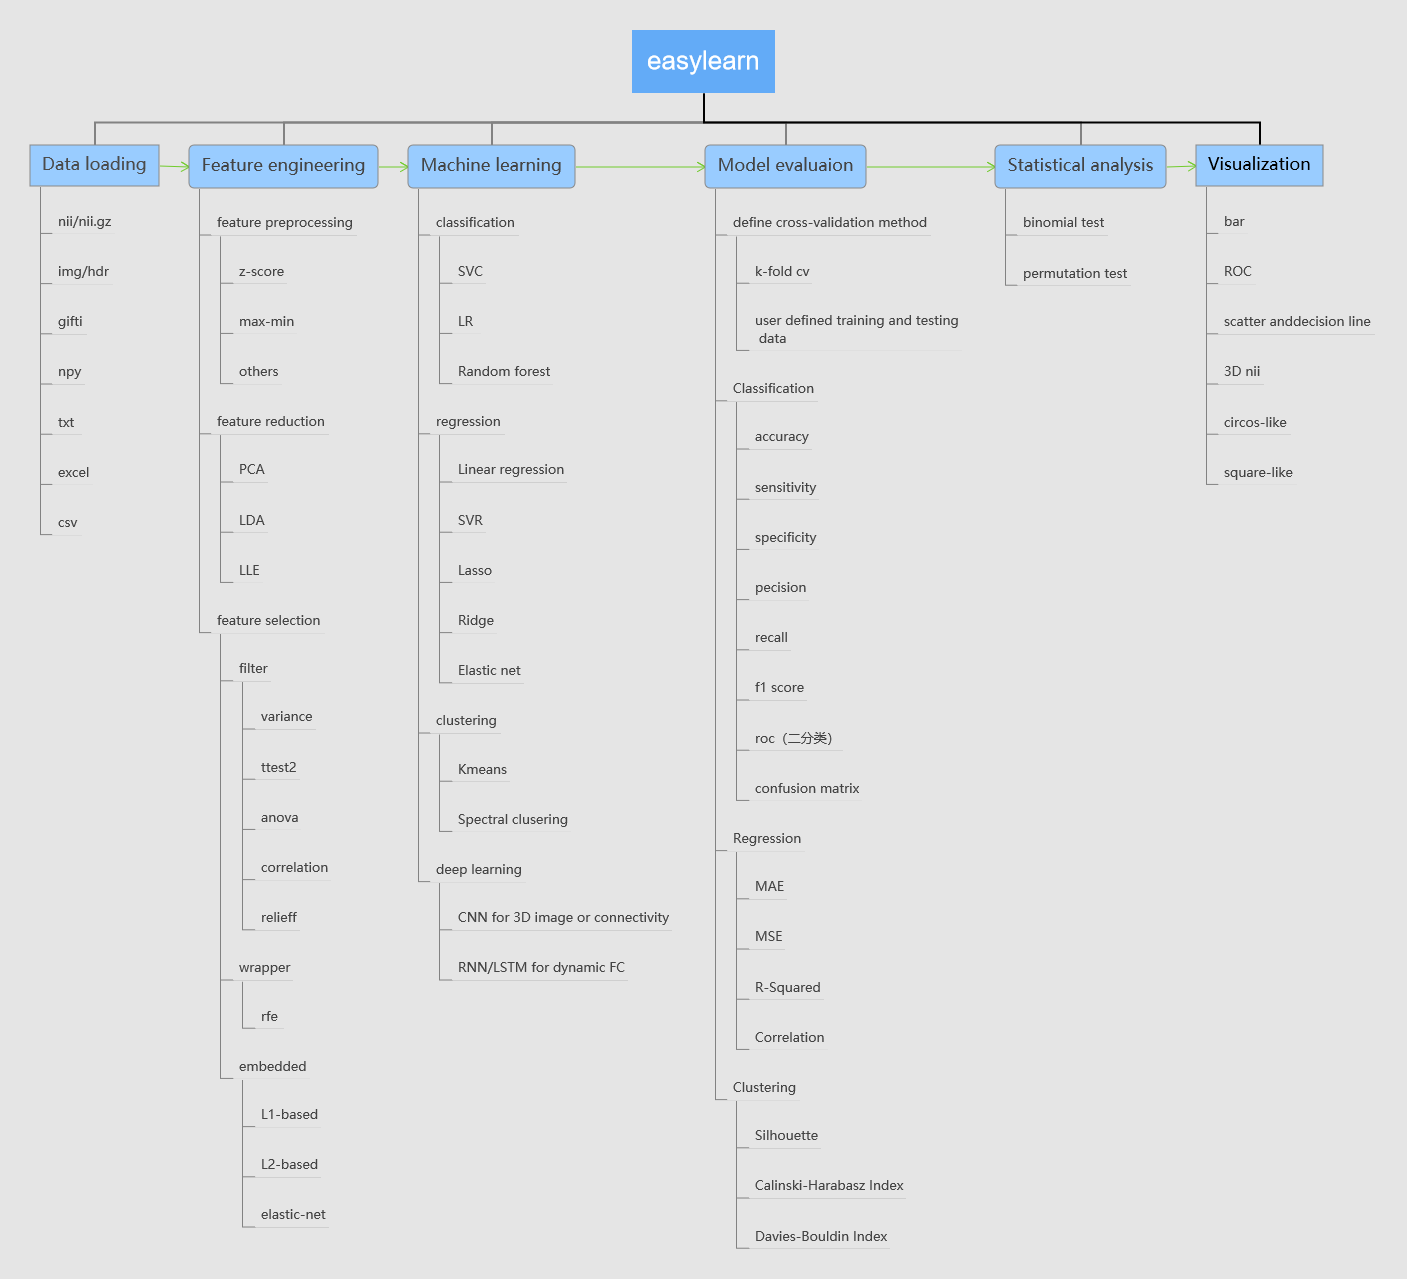 easylearn
Data loading
nii/nii.gz
img/hdr
gifti
npy
txt
excel
csv
Feature engineering
feature preprocessing
z-score
max-min
others
feature reduction
PCA
LDA
LLE
feature selection
filter
variance
ttest2
anova
correlation
relieff
wrapper
rfe
embedded
L1-based
L2-based
elastic-net
Machine learning
classification
SVC
LR
Random forest
regression
Linear regression
SVR
Lasso
Ridge
Elastic net
clustering
Kmeans
Spectral clusering
deep learning
CNN for 3D image or connectivity
RNN/LSTM for dynamic FC
Model evaluaion
define cross-validation method
k-fold cv
user defined training and testing
data
Classification
accuracy
sensitivity
specificity
pecision
recall
f1 score
roc（二分类）
confusion matrix
Regression
MAE
MSE
R-Squared
Correlation
Clustering
Silhouette
Calinski-Harabasz Index
Davies-Bouldin Index
Statistical analysis
binomial test
permutation test
Visualization
bar
ROC
scatter anddecision line
3D nii
circos-like
square-like